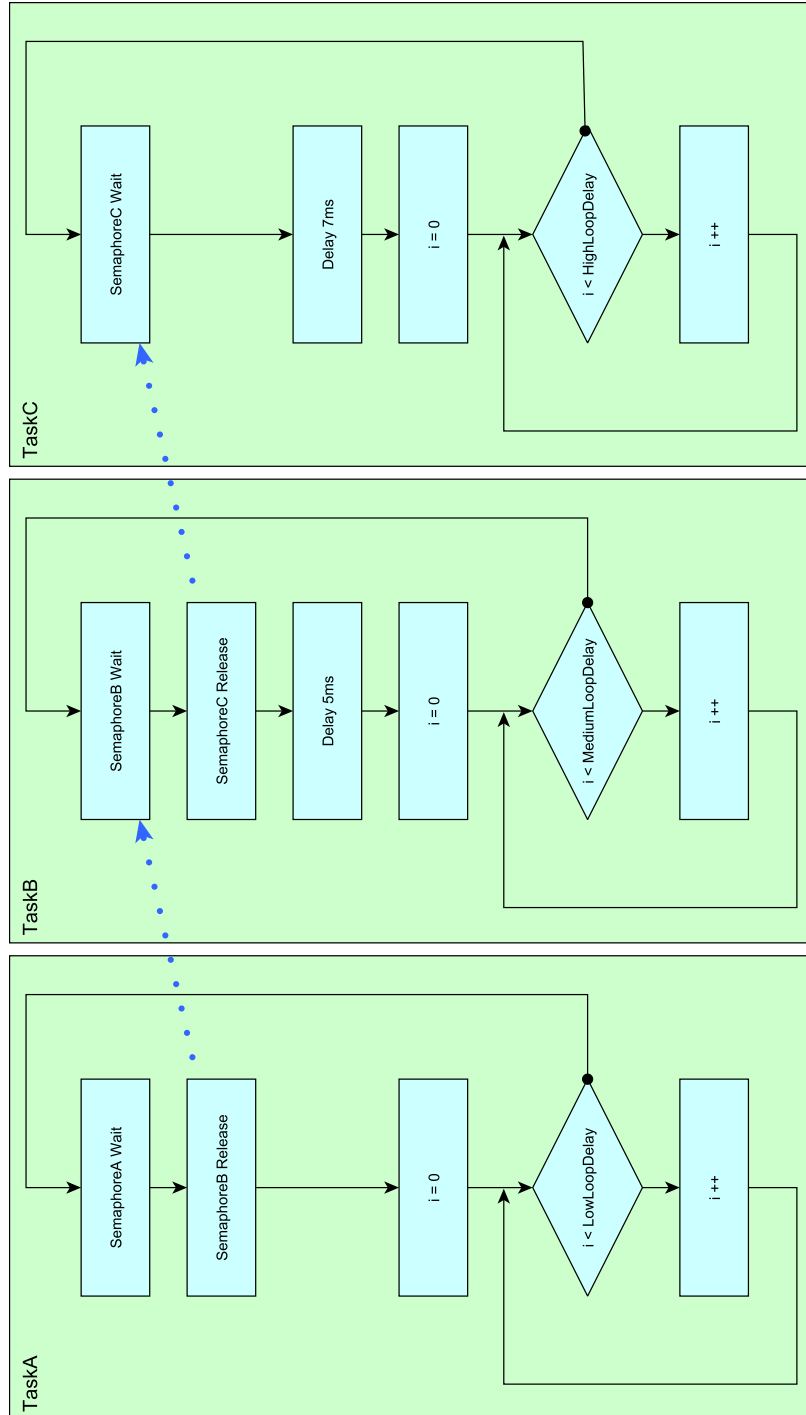 TaskA
SemaphoreA Wait
SemaphoreB Release
i = 0
i < LowLoopDelay
i ++
TaskB
SemaphoreB Wait
SemaphoreC Release
Delay 5ms
i = 0
i < MediumLoopDelay
i ++
TaskC
SemaphoreC Wait
Delay 7ms
i = 0
i < HighLoopDelay
i ++